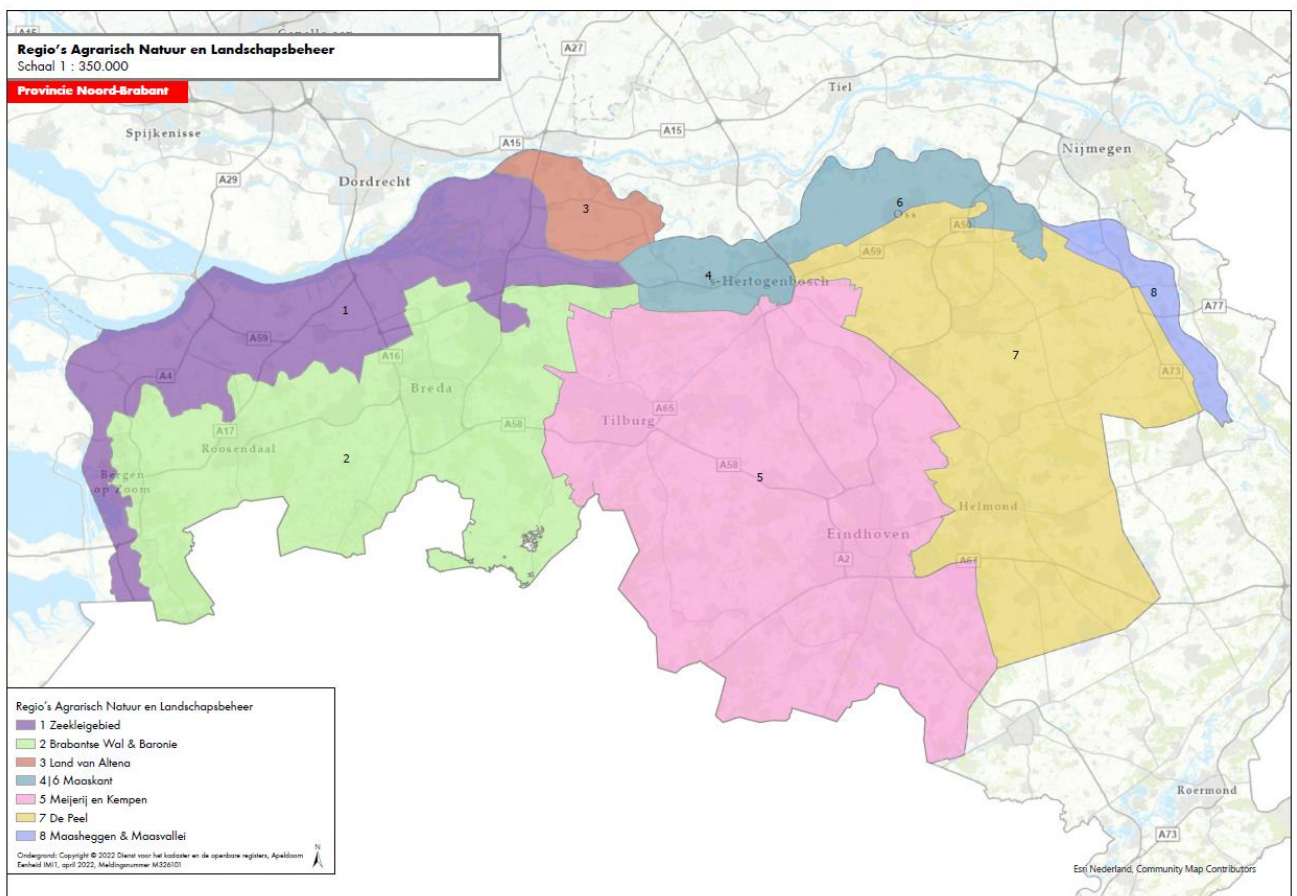 Regio's Agrarisch Natuur en Landschapsbeheer
Schaal 1 : 350.000
Provincie Noord-Brabant
A15
A27
Tiel
Spijkenisse
A15
A15
Nijmegen
A29
Dordrecht
3
6
Oss
A50
A59
4
's-Hertogenbosch
8
A77
1
A59
A16
7
A4
A73
Breda
A65
Tilburg
A58
A17
Roosendaal
2
A58
5
Bergen
op Zoom
Helmond
Eindhoven
A2
A67
Regio's Agrarisch Natuur en Landschapsbeheer
1 Zeekleigebied
2 Brabantse Wal & Baronie
3 Land van Altena
4|6 Maaskant
5 Meijerij en Kempen
7 De Peel
8 Maasheggen & Maasvallei
Ondergrond: Copyright © 2022 Dienst voor het kadaster en de openbare registers, Apeldoorn
Eenheid IMI1, april 2022, Meldingsnummer M326101
N
Roermond
A73
Esri Nederland, Community Map Contributors